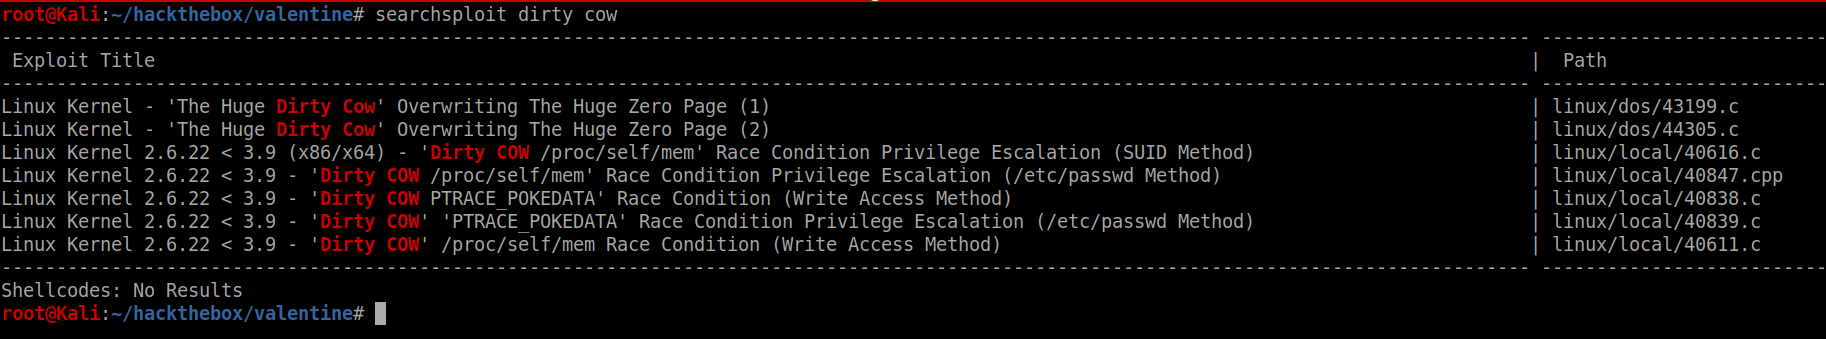 root@Kali:~/hackthebox/valentine# searchsploit dirty cow
---------------------------------------------------------------------------------------------------------------------------------------- --------------------------
 Exploit Title | Path
---------------------------------------------------------------------------------------------------------------------------------------- --------------------------
Linux Kernel - 'The Huge Dirty Cow' Overwriting The Huge Zero Page (1) | linux/dos/43199.c
Linux Kernel - 'The Huge Dirty Cow' Overwriting The Huge Zero Page (2) | linux/dos/44305.c
Linux Kernel 2.6.22 < 3.9 (x86/x64) - 'Dirty COW /proc/self/mem' Race Condition Privilege Escalation (SUID Method) | linux/local/40616.c
Linux Kernel 2.6.22 < 3.9 - 'Dirty COW /proc/self/mem' Race Condition Privilege Escalation (/etc/passwd Method) | linux/local/40847.cpp
Linux Kernel 2.6.22 < 3.9 - 'Dirty COW PTRACE_POKEDATA' Race Condition (Write Access Method) | linux/local/40838.c
Linux Kernel 2.6.22 < 3.9 - 'Dirty COW' 'PTRACE_POKEDATA' Race Condition Privilege Escalation (/etc/passwd Method) | linux/local/40839.c
Linux Kernel 2.6.22 < 3.9 - 'Dirty COW' /proc/self/mem Race Condition (Write Access Method) | linux/local/40611.c
---------------------------------------------------------------------------------------------------------------------------------------- --------------------------
Shellcodes: No Results
root@Kali:~/hackthebox/valentine#